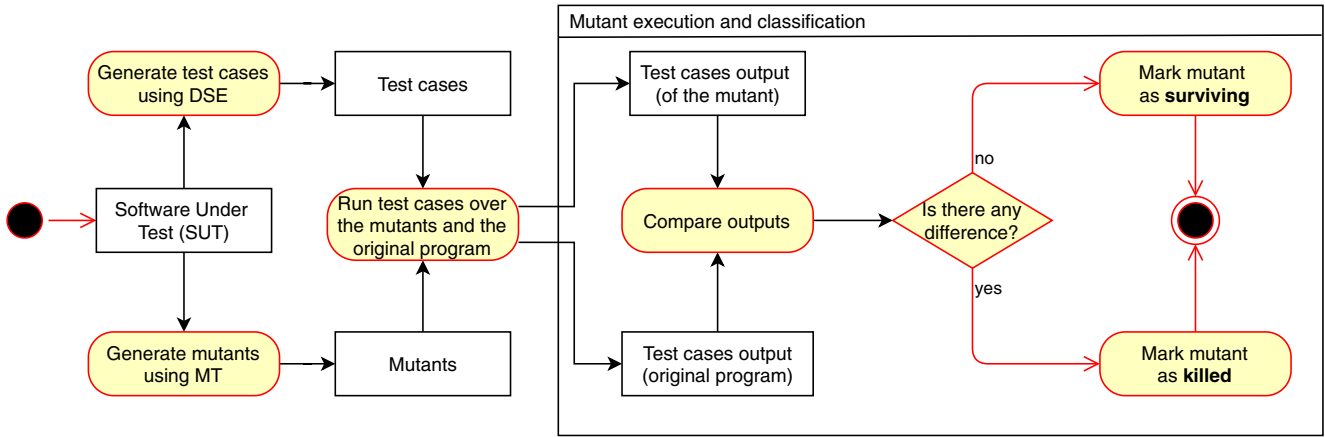 Mutant execution and classification
Generate test cases
using DSE
Test cases
Test cases output
(of the mutant)
Mark mutant
as surviving
no
Software Under
Test (SUT)
Run test cases over
the mutants and the
original program
Compare outputs
Is there any
difference?
yes
Generate mutants
using MT
Mutants
Test cases output
(original program)
Mark mutant
as killed